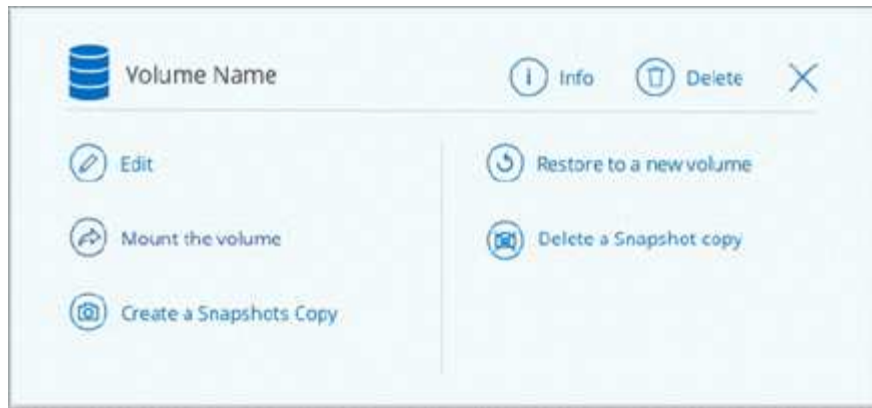 Volume Name
Info
Delete
Edit
Mount the volume
Create a Snapshots Copy
Restore to a new volume
Delete a Snapshot copy